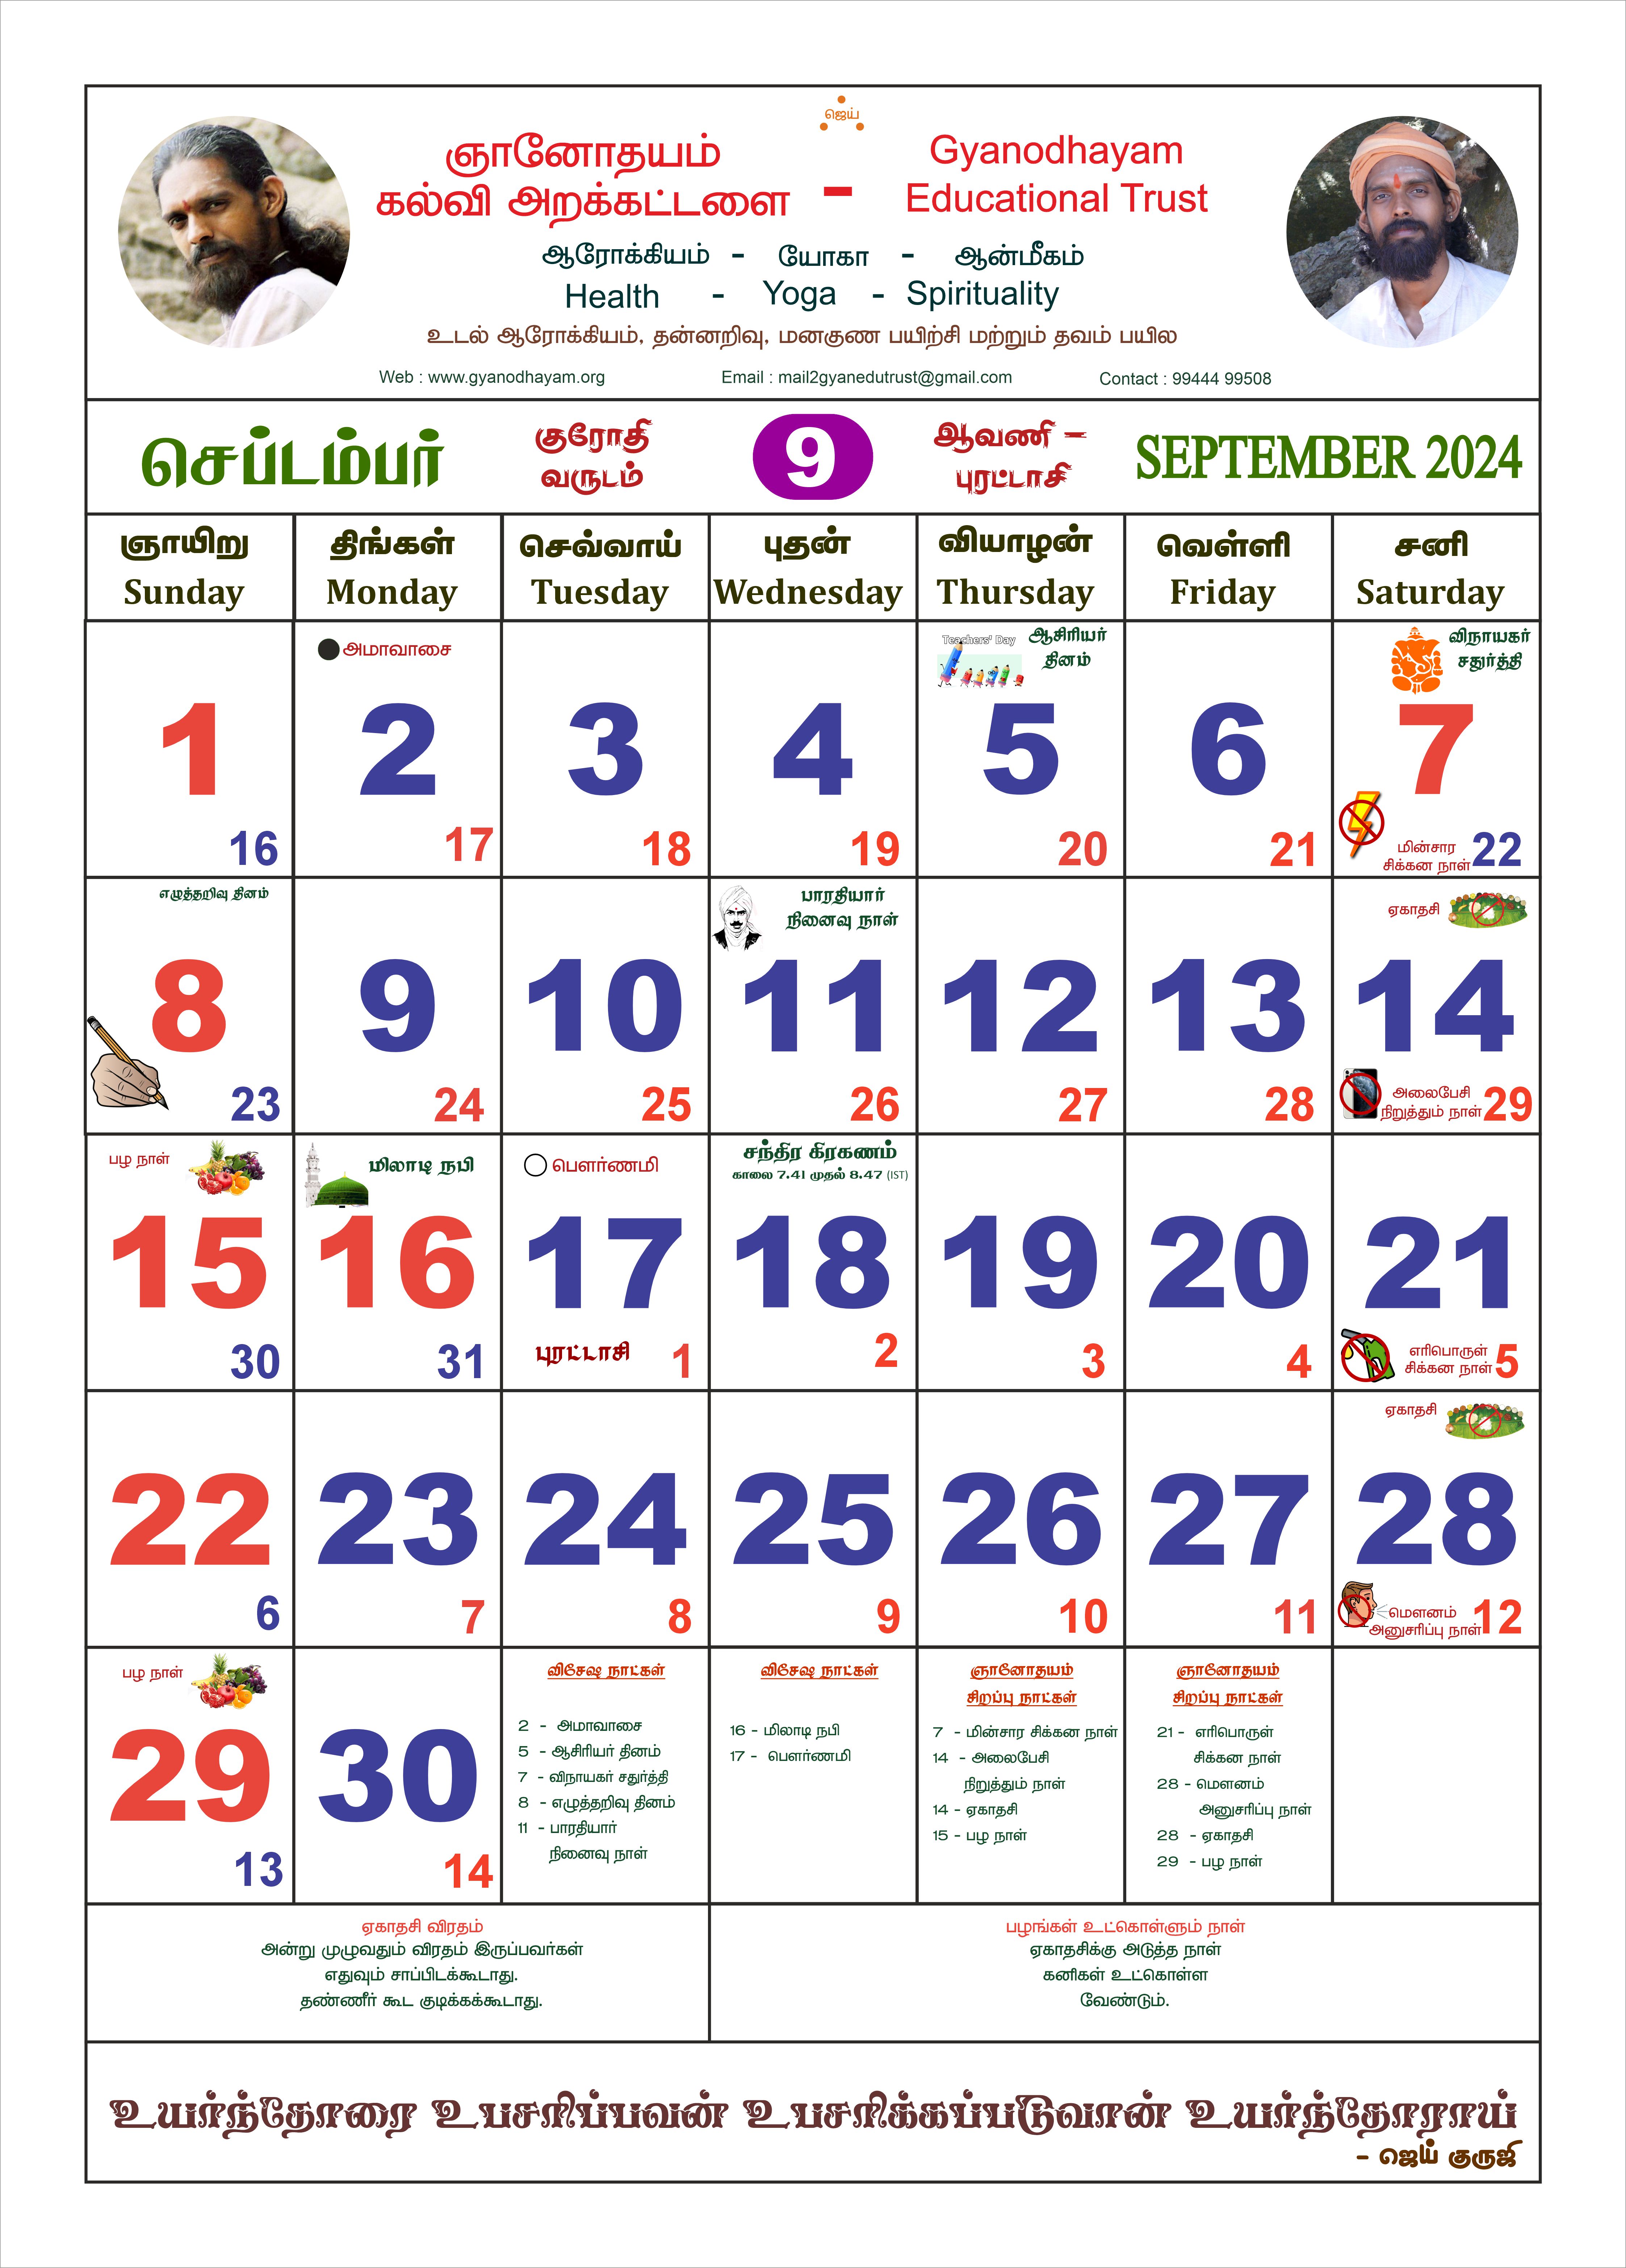 ஜெய்
ஞானோதயம்
கல்வி அறக்கட்டளை - Gyanodhayam
Educational Trust
ஆரோக்கியம் - யோகா - ஆன்மீகம்
Health - Yoga - Spirituality
உடல் ஆரோக்கியம், தன்னறிவு, மனகுண பயிற்சி மற்றும் தவம் பயில
Web : www.gyanodhayam.org Email : mail2gyanedutrust@gmail.com Contact : 99444 99508
செப்டம்பர் குரோதி வருடம் 9 ஆவணி – புரட்டாசி SEPTEMBER 2024
ஞாயிறு திங்கள் செவ்வாய் புதன் வியாழன் வெள்ளி சனி
Sunday Monday Tuesday Wednesday Thursday Friday Saturday
அமாவாசை Teachers' Day ஆசிரியர் தினம் விநாயகர் சதுர்த்தி
1 2 3 4 5 6 7
16 17 18 19 20 21 மின்சார சிக்கன நாள் 22
எழுத்தறிவு தினம் பாரதியார் நினைவு நாள் ஏகாதசி
8 9 10 11 12 13 14
23 24 25 26 27 28 அலைபேசி நிறுத்தும் நாள் 29
பழ நாள் மிலாடி நபி பௌர்ணமி சந்திர கிரகணம்
காலை 7.41 முதல் 8.47 (IST)
15 16 17 18 19 20 21
30 31 புரட்டாசி 1 2 3 4 எரிபொருள் சிக்கன நாள் 5
ஏகாதசி
22 23 24 25 26 27 28
6 7 8 9 10 11 மௌனம் அனுசரிப்பு நாள் 12
பழ நாள்
29 30
13 14
விசேஷ நாட்கள்
2 - அமாவாசை
5 - ஆசிரியர் தினம்
7 - விநாயகர் சதுர்த்தி
8 - எழுத்தறிவு தினம்
11 - பாரதியார்
நினைவு நாள்
விசேஷ நாட்கள்
16 - மிலாடி நபி
17 - பௌர்ணமி
ஞானோதயம்
சிறப்பு நாட்கள்
7 - மின்சார சிக்கன நாள்
14 - அலைபேசி
நிறுத்தும் நாள்
14 - ஏகாதசி
15 - பழ நாள்
ஞானோதயம்
சிறப்பு நாட்கள்
21 - எரிபொருள்
சிக்கன நாள்
28 - மௌனம்
அனுசரிப்பு நாள்
28 - ஏகாதசி
29 - பழ நாள்
ஏகாதசி விரதம்
அன்று முழுவதும் விரதம் இருப்பவர்கள்
எதுவும் சாப்பிடக்கூடாது.
தண்ணீர் கூட குடிக்கக்கூடாது.
பழங்கள் உட்கொள்ளும் நாள்
ஏகாதசிக்கு அடுத்த நாள்
கனிகள் உட்கொள்ள
வேண்டும்.
உயர்ந்தோரை உபசரிப்பவன் உபசரிக்கப்படுவான் உயர்ந்தோராய்
- ஜெய் குருஜி